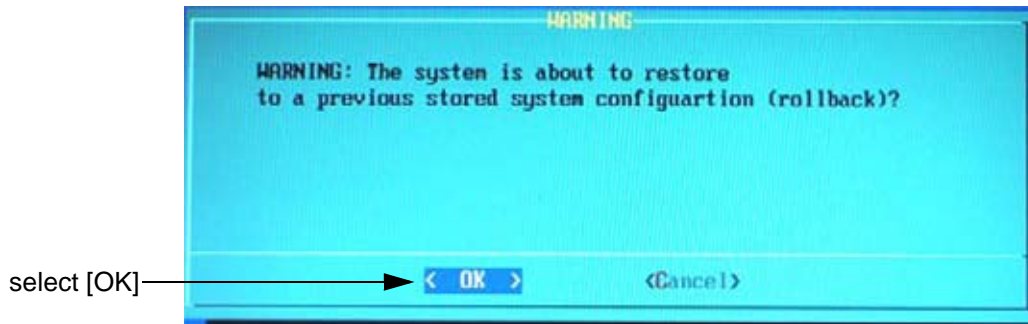 WARNING
WARNING: The system is about to restore
to a previous stored system configuartion (rollback)?
select [OK]
< OK > <Cancel>